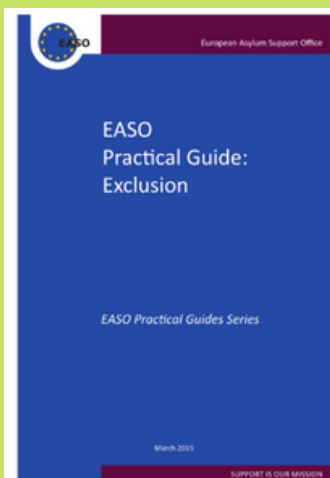 EASO
European Asylum Support Office
EASO
Practical Guide:
Exclusion
EASO Practical Guides Series
March 2015
SUPPORT IS OUR MISSION